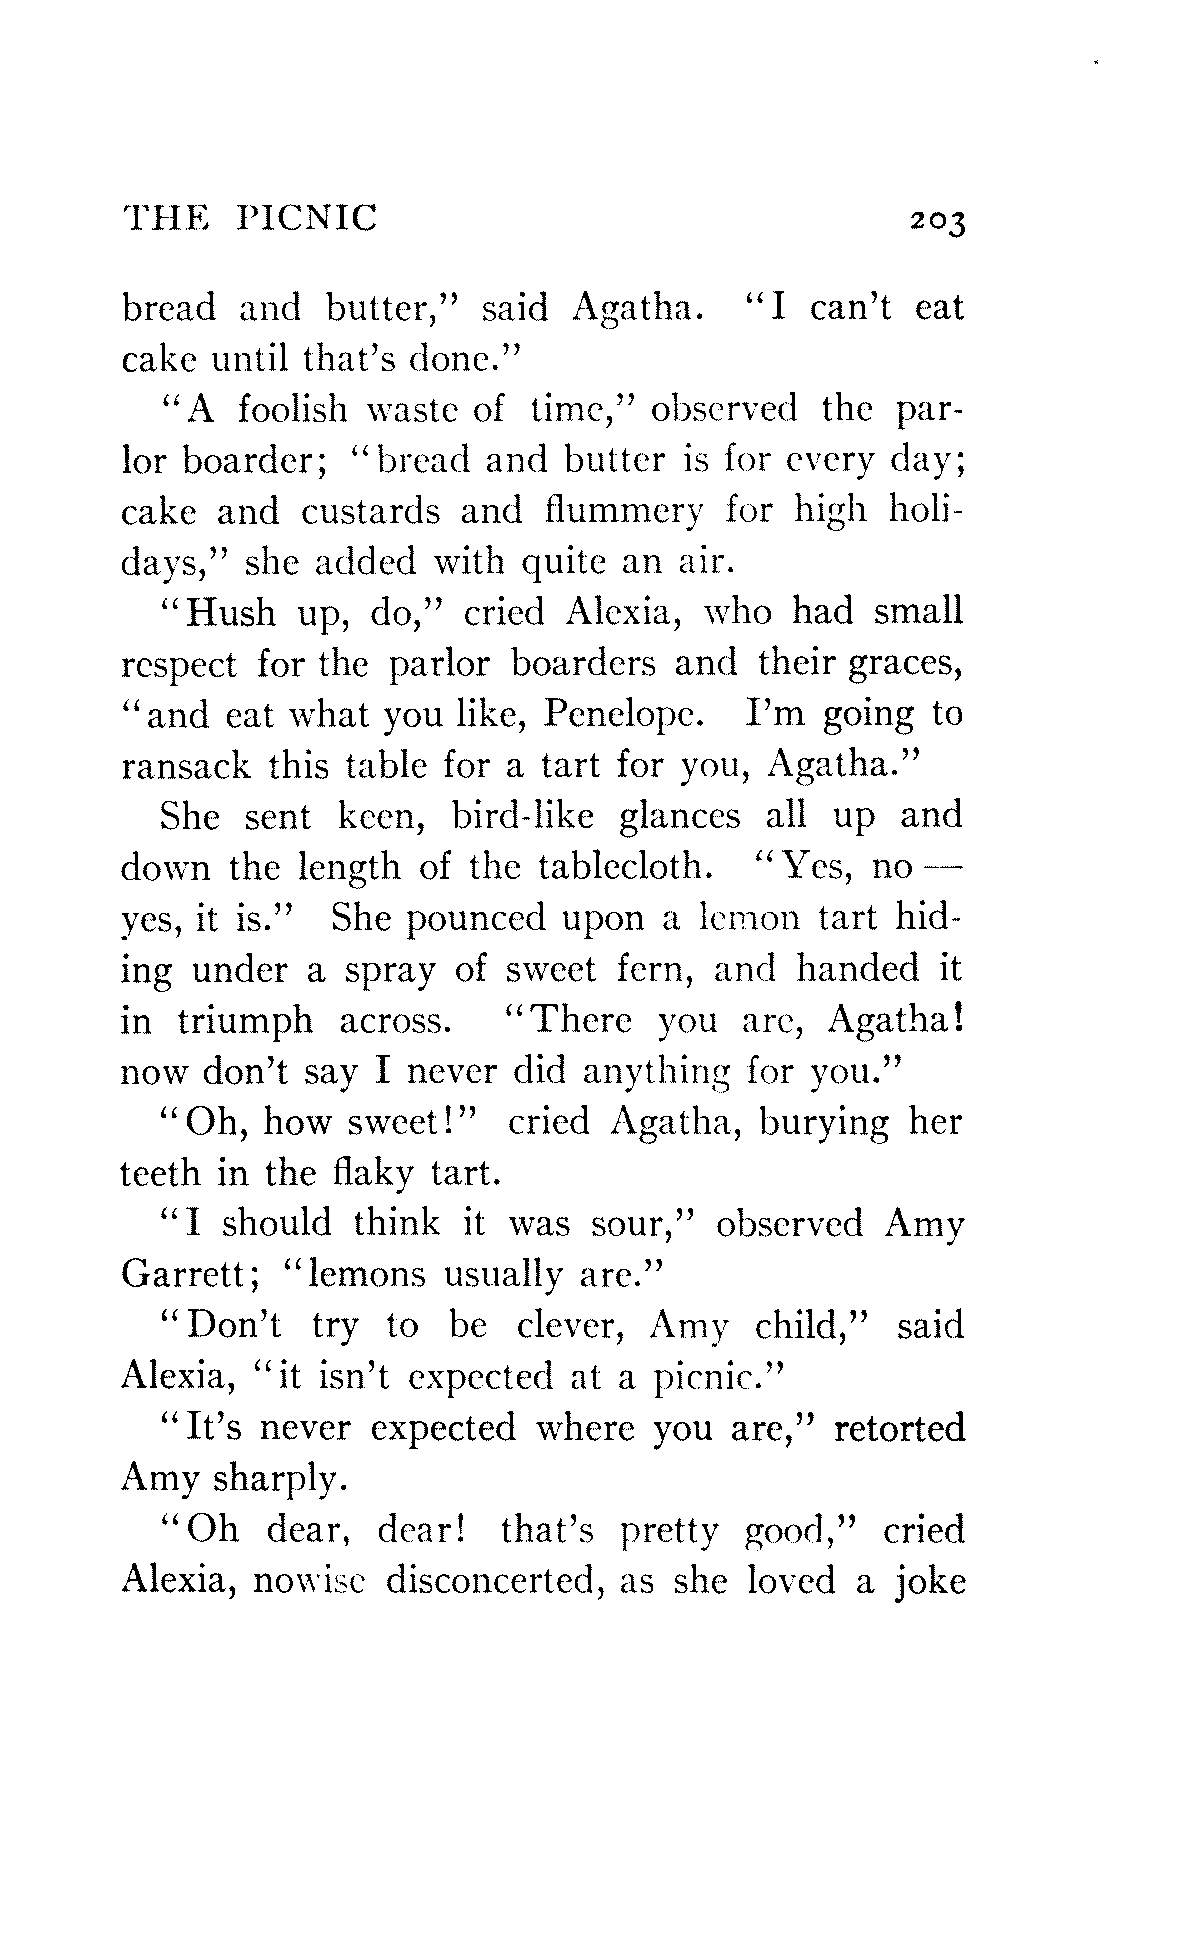 THE PICNIC 203
bread and butter,” said Agatha. “I can’t eat
cake until that’s done.”
“A foolish waste of time,” observed the par-
lor boarder; “bread and butter is for every day;
cake and custards and flummery for high holi-
days,” she added with quite an air.
“Hush up, do,” cried Alexia, who had small
respect for the parlor boarders and their graces,
“and eat what you like, Penelope. I’m going to
ransack this table for a tart for you, Agatha.”
She sent keen, bird-like glances all up and
down the length of the tablecloth. “Yes, no —
yes, it is.” She pounced upon a lemon tart hid-
ing under a spray of sweet fern, and handed it
in triumph across. “There you are, Agatha!
now don’t say I never did anything for you.”
“Oh, how sweet!” cried Agatha, burying her
teeth in the flaky tart.
“I should think it was sour,” observed Amy
Garrett; “lemons usually are.”
“Don’t try to be clever, Amy child,” said
Alexia, “it isn’t expected at a picnic.”
“It’s never expected where you are,” retorted
Amy sharply.
“Oh dear, dear! that’s pretty good,” cried
Alexia, nowise disconcerted, as she loved a joke